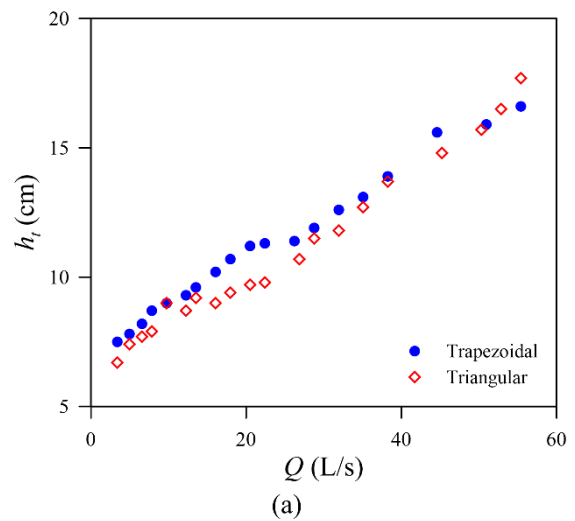 20
15
10
5
h_t (cm)
0 20 40 60
Q (L/s)
Trapezoidal
Triangular
(a)